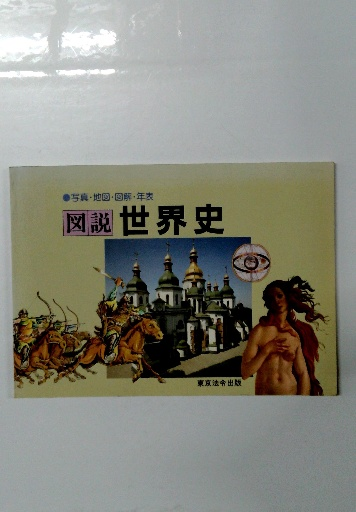 ●写真・地図・図解・年表
図説 世界史
東京法令出版